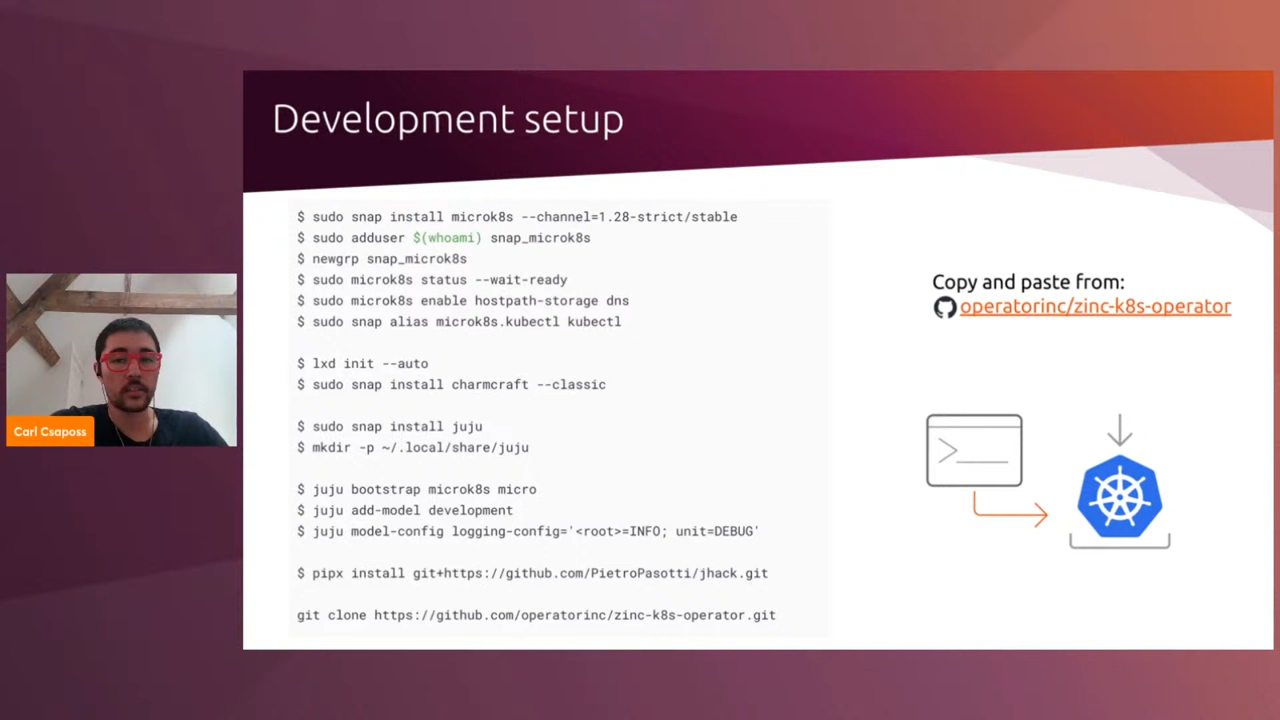 Development setup
$ sudo snap install microk8s --channel=1.28-strict/stable
$ sudo adduser $(whoami) snap_microk8s
$ newgrp snap_microk8s
$ sudo microk8s status --wait-ready
$ sudo microk8s enable hostpath-storage dns
$ sudo snap alias microk8s.kubectl kubectl
$ lxd init --auto
$ sudo snap install charmcraft --classic
$ sudo snap install juju
$ mkdir -p ~/.local/share/juju
$ juju bootstrap microk8s micro
$ juju add-model development
$ juju model-config logging-config='<root>=INFO; unit=DEBUG'
$ pipx install git+https://github.com/PietroPasotti/jhack.git
git clone https://github.com/operatorinc/zinc-k8s-operator.git
Copy and paste from:
operatorinc/zinc-k8s-operator
Carl Csaposs